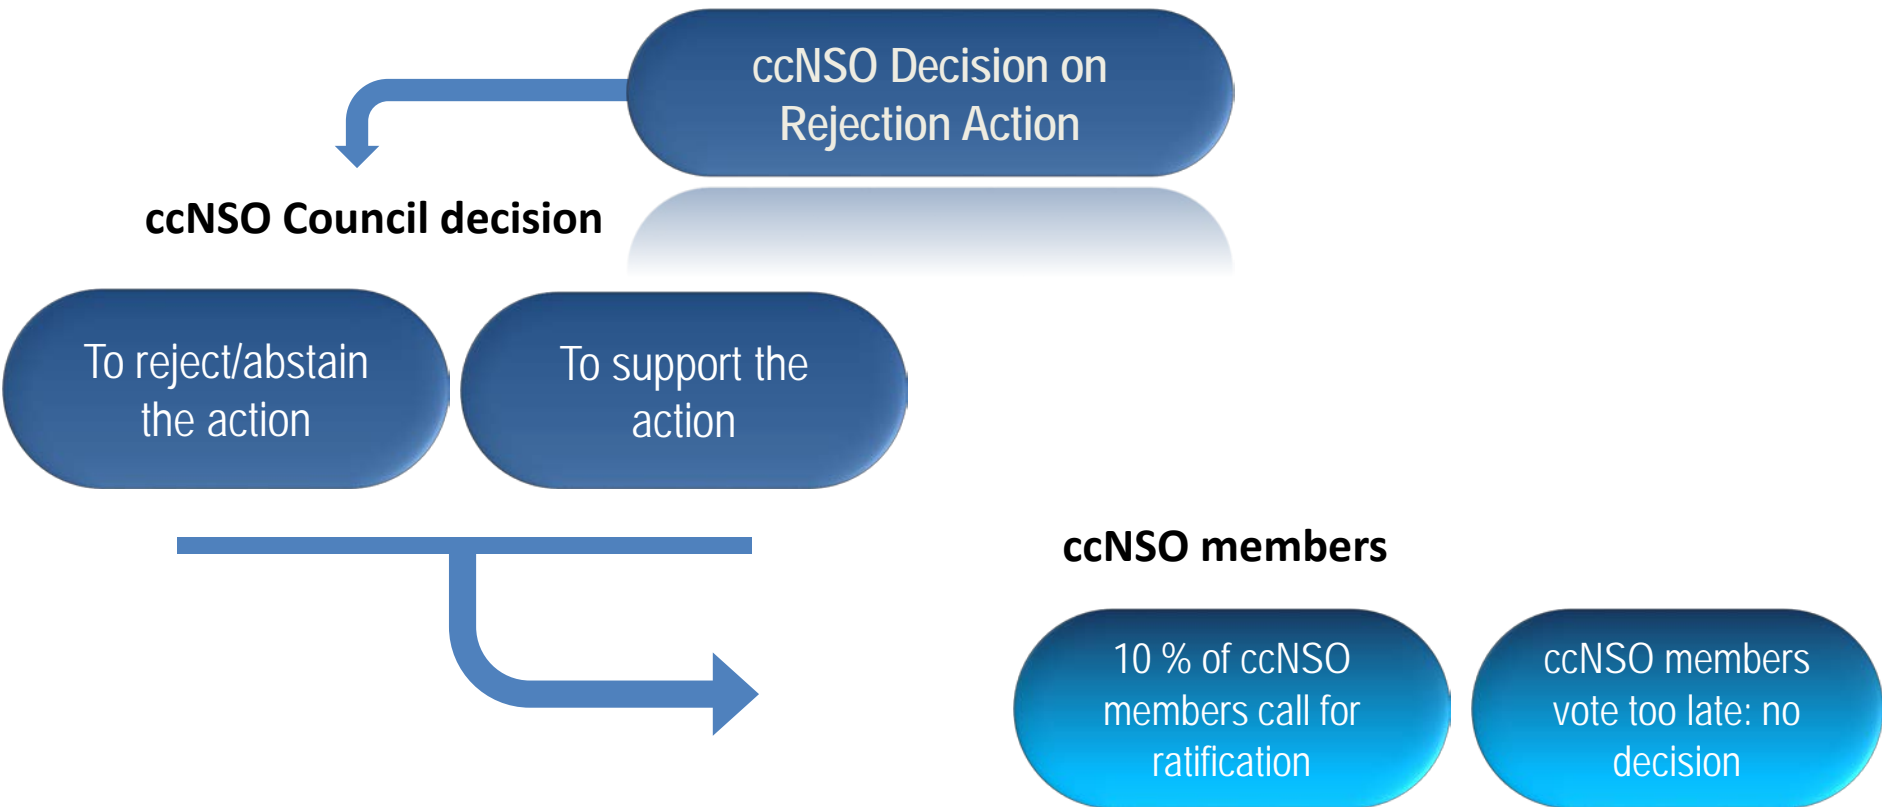 ccNSO Decision on
Rejection Action
ccNSO Council decision
To reject/abstain
the action
To support the
action
ccNSO members
10 % of ccNSO
members call for
ratification
ccNSO members
vote too late: no
decision